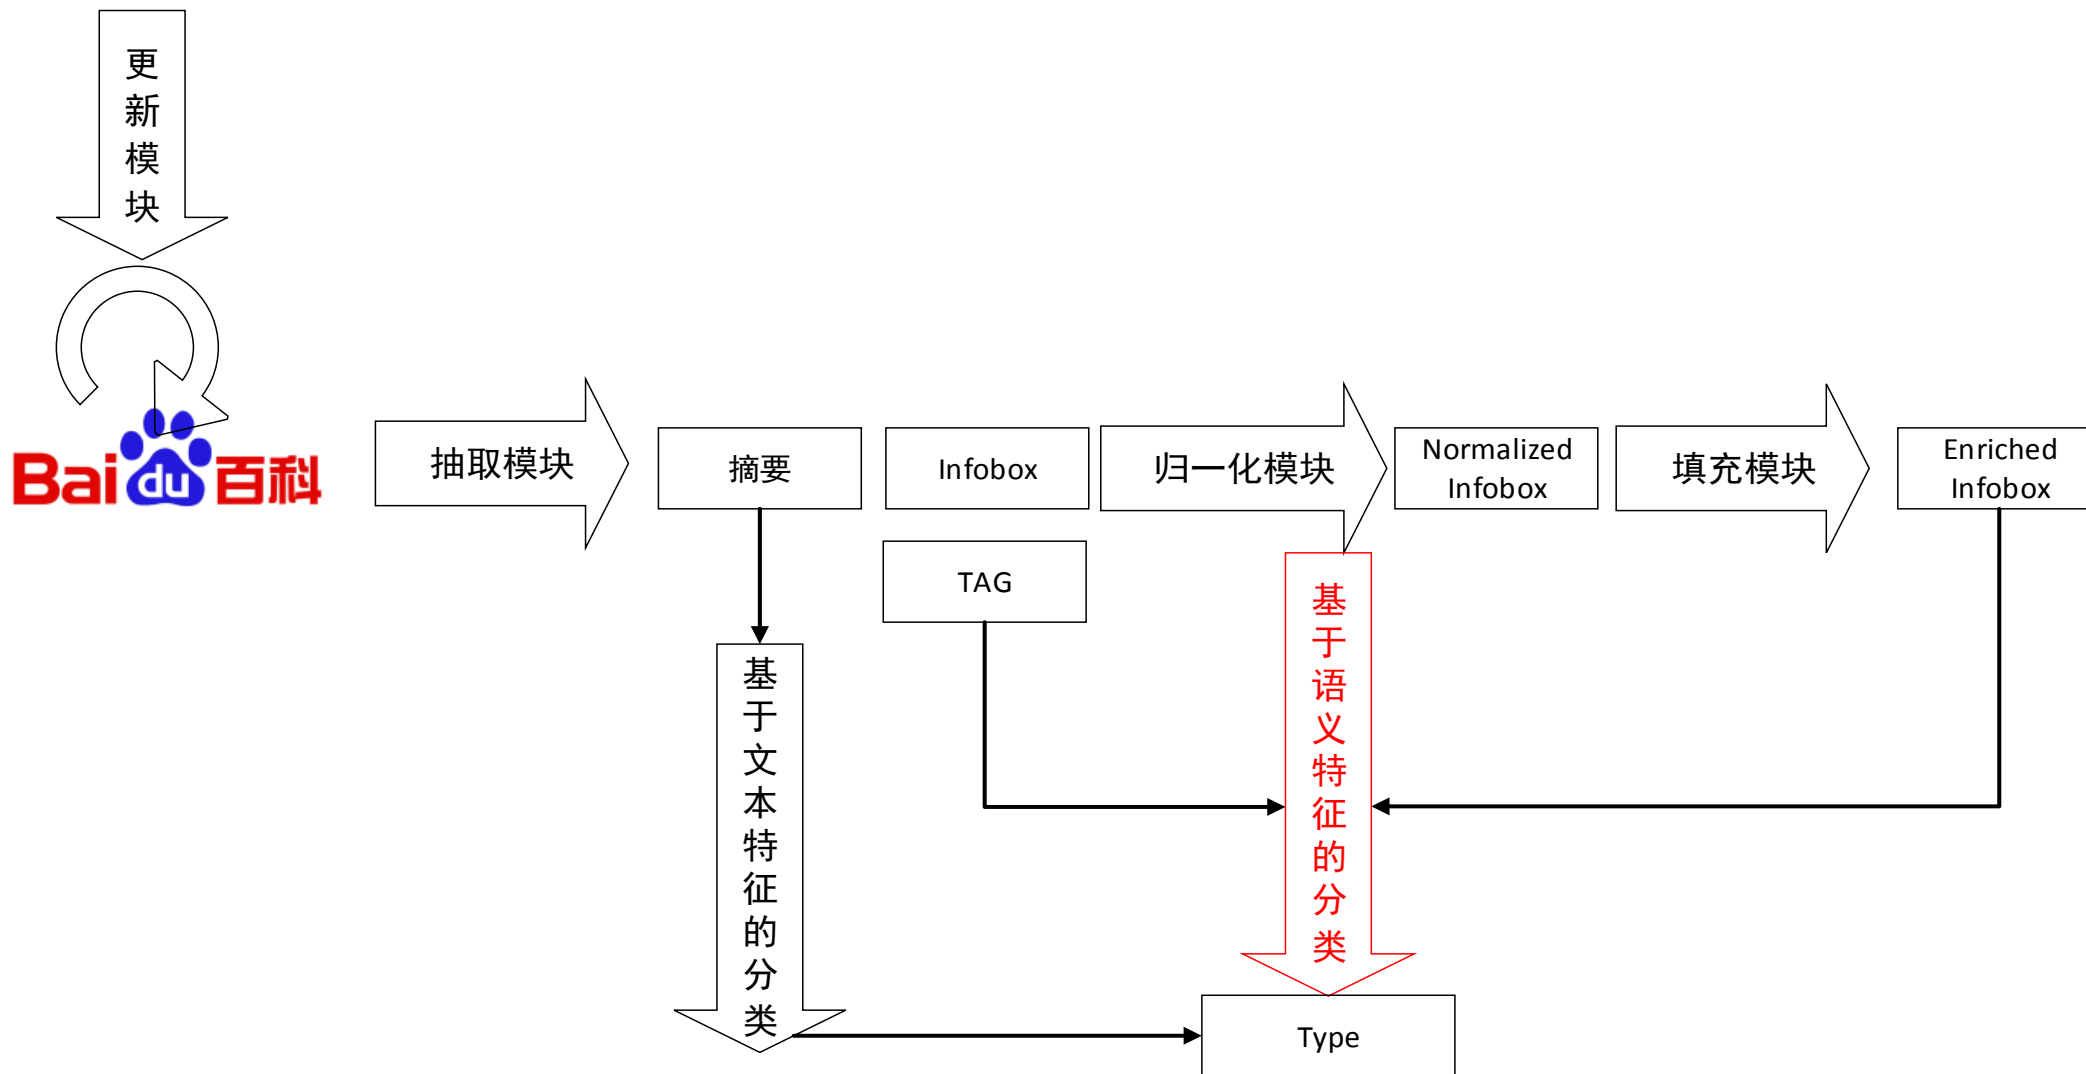 更新模块
Baidu百科
抽取模块
摘要
Infobox
归一化模块
Normalized
Infobox
填充模块
Enriched
Infobox
TAG
基于文本特征的分类
基于语义特征的分类
Type